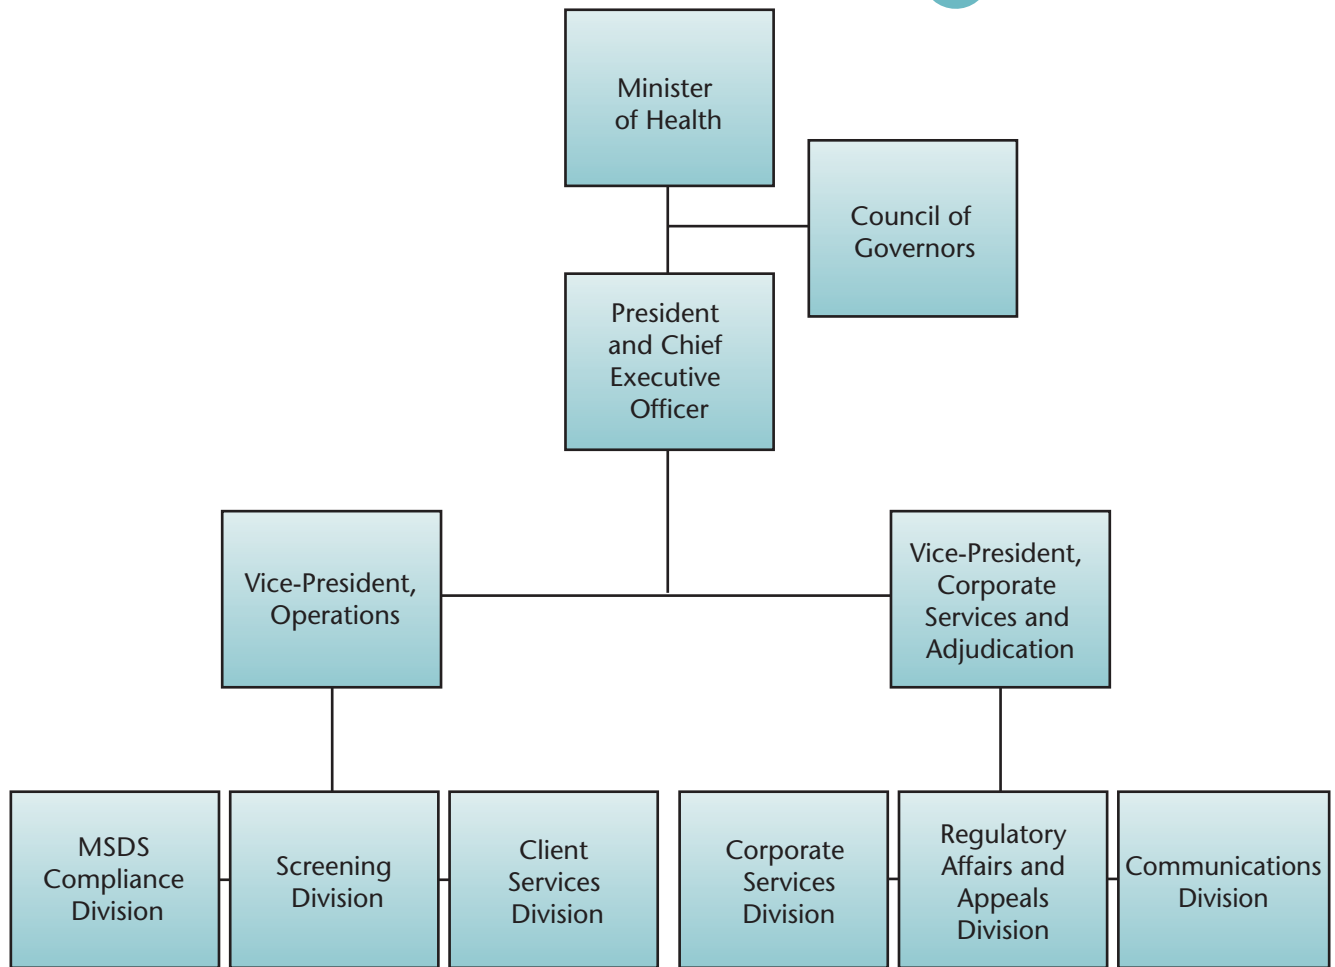 Minister
of Health
Council of
Governors
President
and Chief
Executive
Officer
Vice-President,
Operations
Vice-President,
Corporate
Services and
Adjudication
MSDS
Compliance
Division
Screening
Division
Client
Services
Division
Corporate
Services
Division
Regulatory
Affairs and
Appeals
Division
Communications
Division